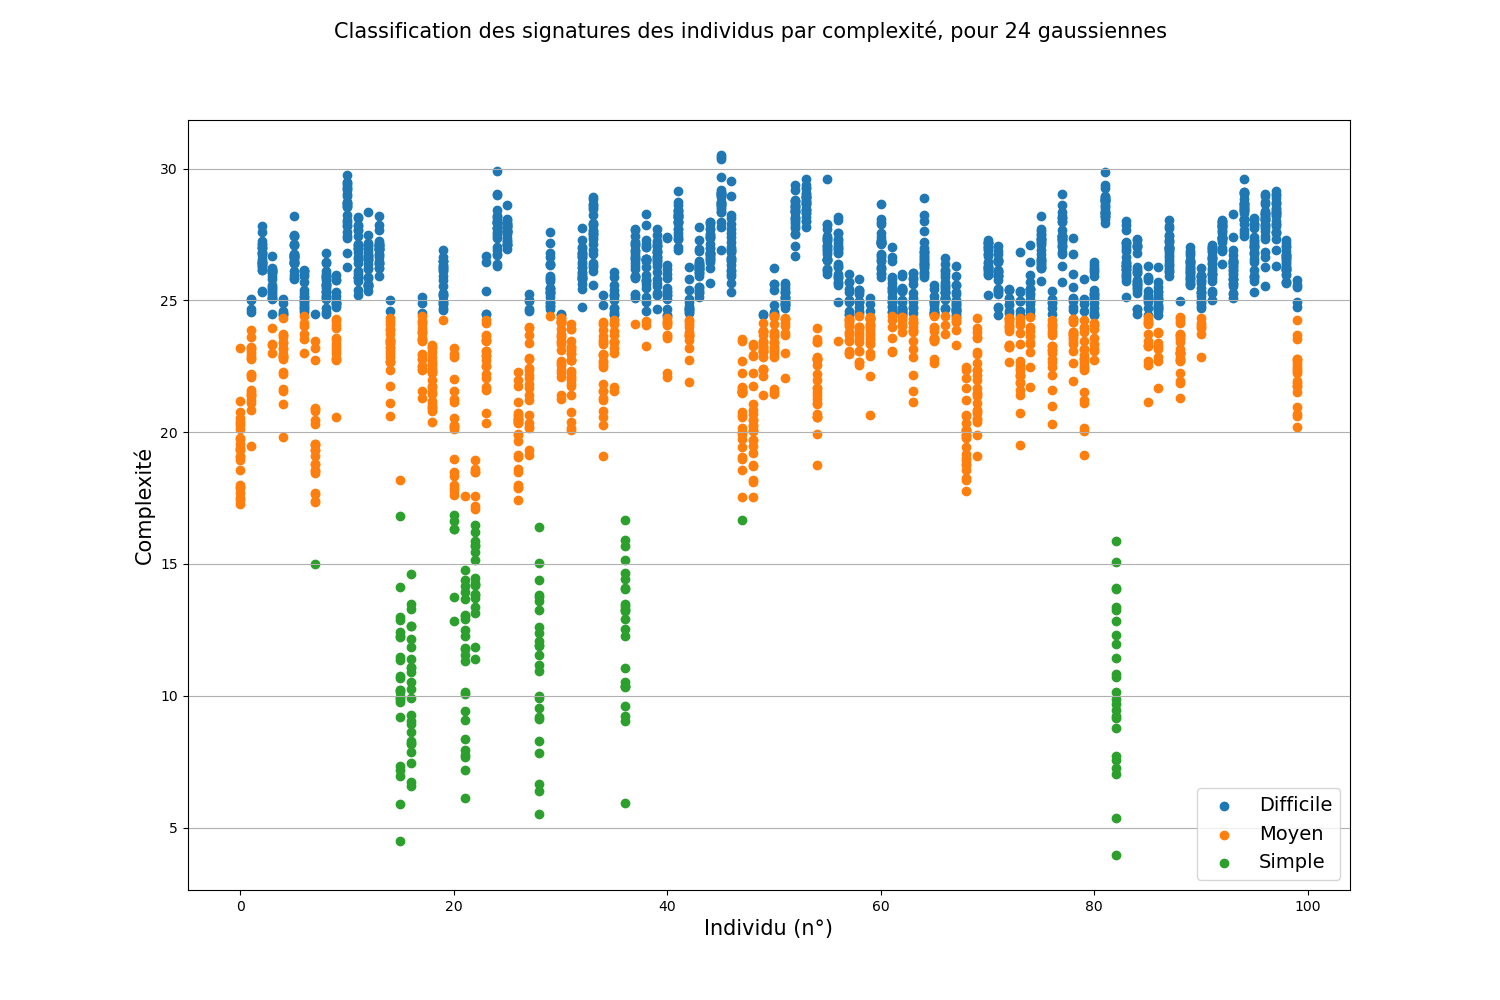 Classification des signatures des individus par complexité, pour 24 gaussiennes
30
25
20
15
10
5
Complexité
0 20 40 60 80 100
Individu (n°)
Difficile
Moyen
Simple